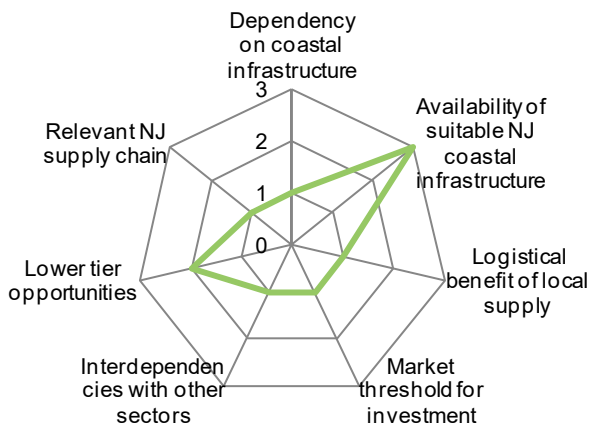 Dependency
on coastal
infrastructure
3
2
1
0
Availability of
suitable NJ
coastal
infrastructure
Logistical
benefit of local
supply
Market
threshold for
investment
Interdependen
cies with other
sectors
Lower tier
opportunities
Relevant NJ
supply chain